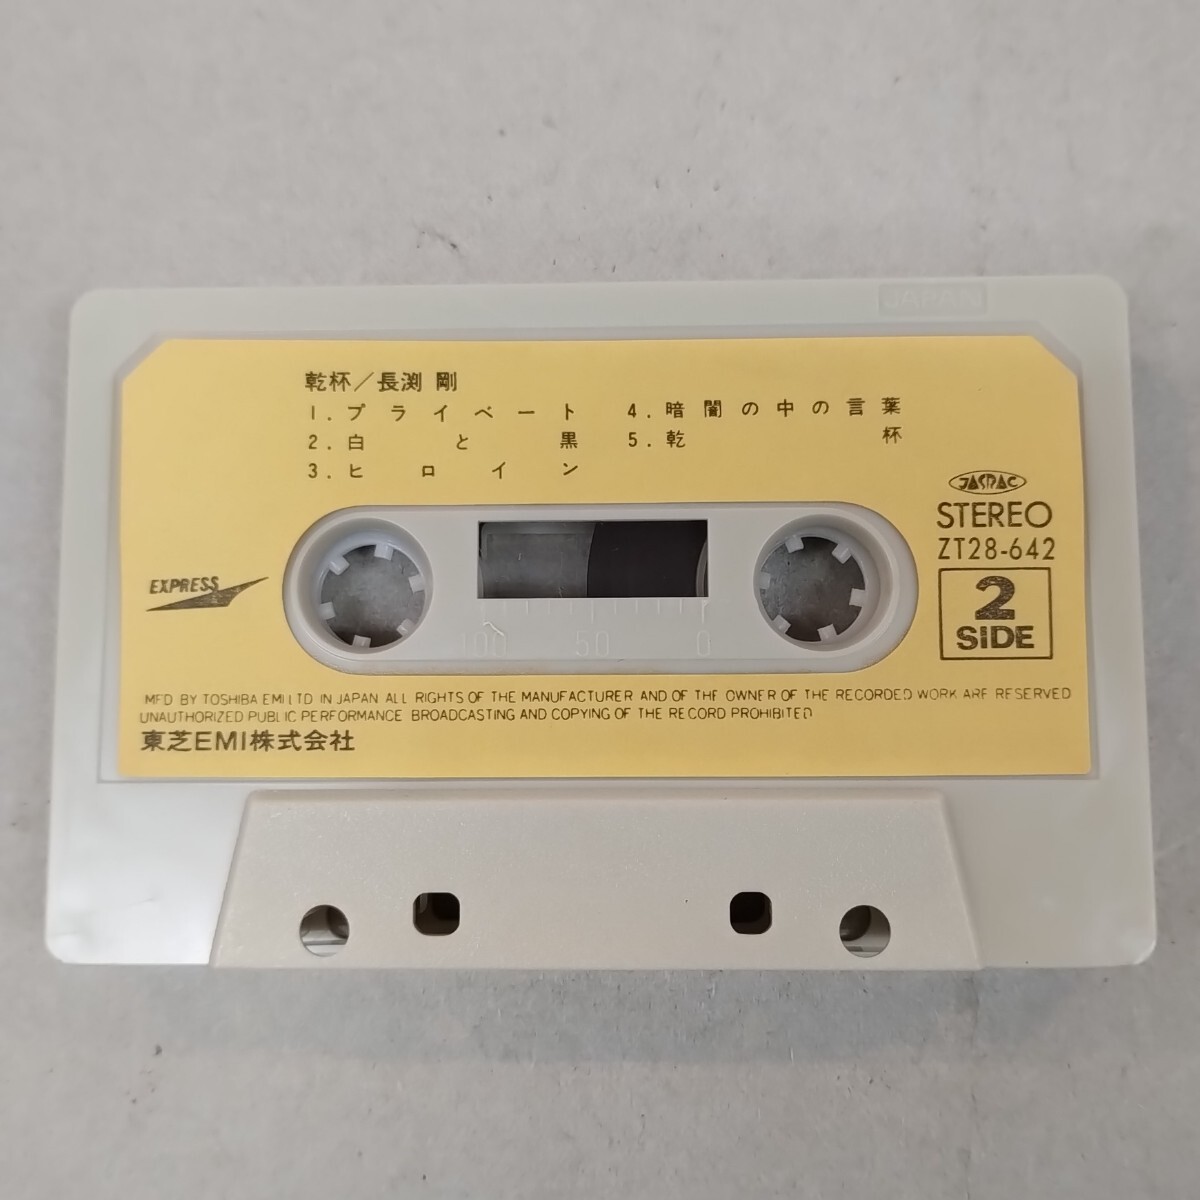 JAPAN
乾杯／長渕 剛
1. プライベート
2. 白と黒
3. ヒロイン
4. 暗闇の中の言葉
5. 乾杯
JASRAC
STEREO
ZT28-642
2
SIDE
EXPRESS
100 50 0
MFD BY TOSHIBA EMI LTD IN JAPAN ALL RIGHTS OF THE MANUFACTURER AND OF THE OWNER OF THE RECORDED WORK ARE RESERVED
UNAUTHORIZED PUBLIC PERFORMANCE BROADCASTING AND COPYING OF THE RECORD PROHIBITED
東芝EMI株式会社